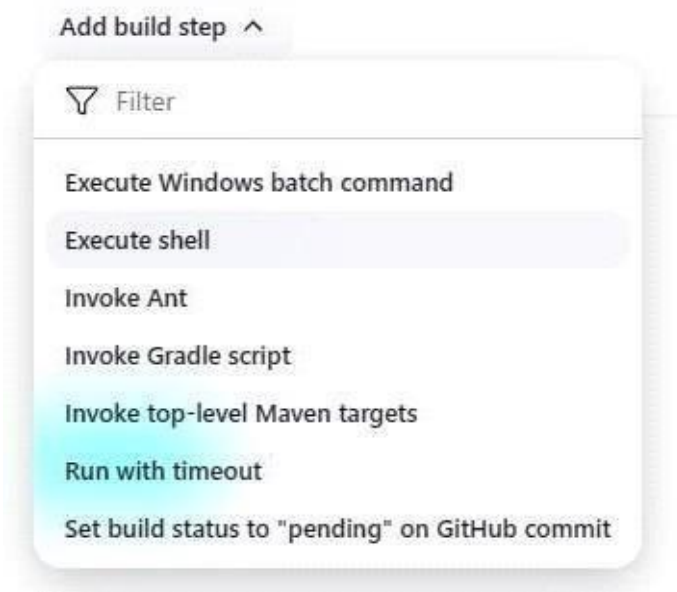 Add build step
Filter
Execute Windows batch command
Execute shell
Invoke Ant
Invoke Gradle script
Invoke top-level Maven targets
Run with timeout
Set build status to "pending" on GitHub commit